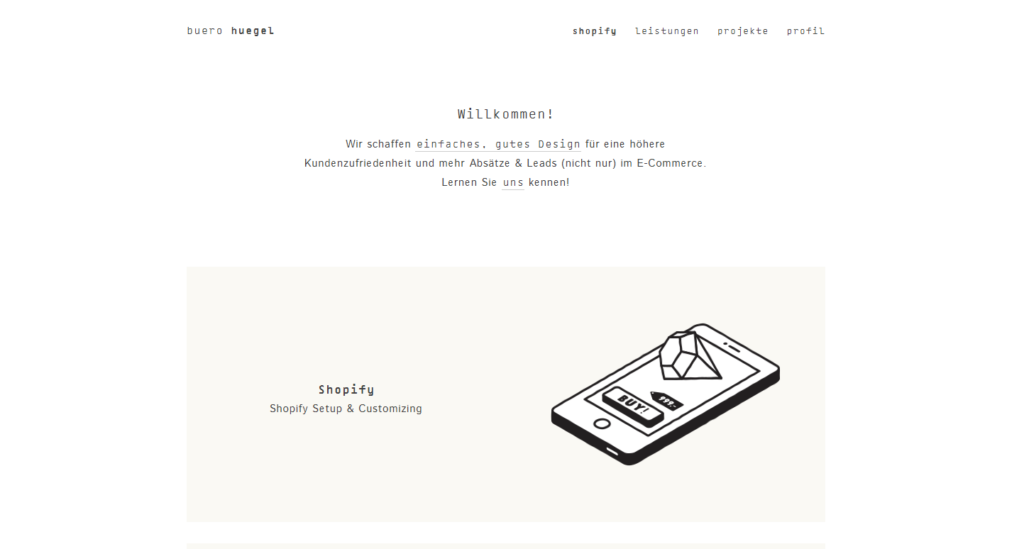 buero huegel
shopify leistungen projekte profil
Willkommen!
Wir schaffen einfaches, gutes Design für eine höhere
Kundenzufriedenheit und mehr Absätze & Leads (nicht nur) im E-Commerce.
Lernen Sie uns kennen!
Shopify
Shopify Setup & Customizing
BUY!